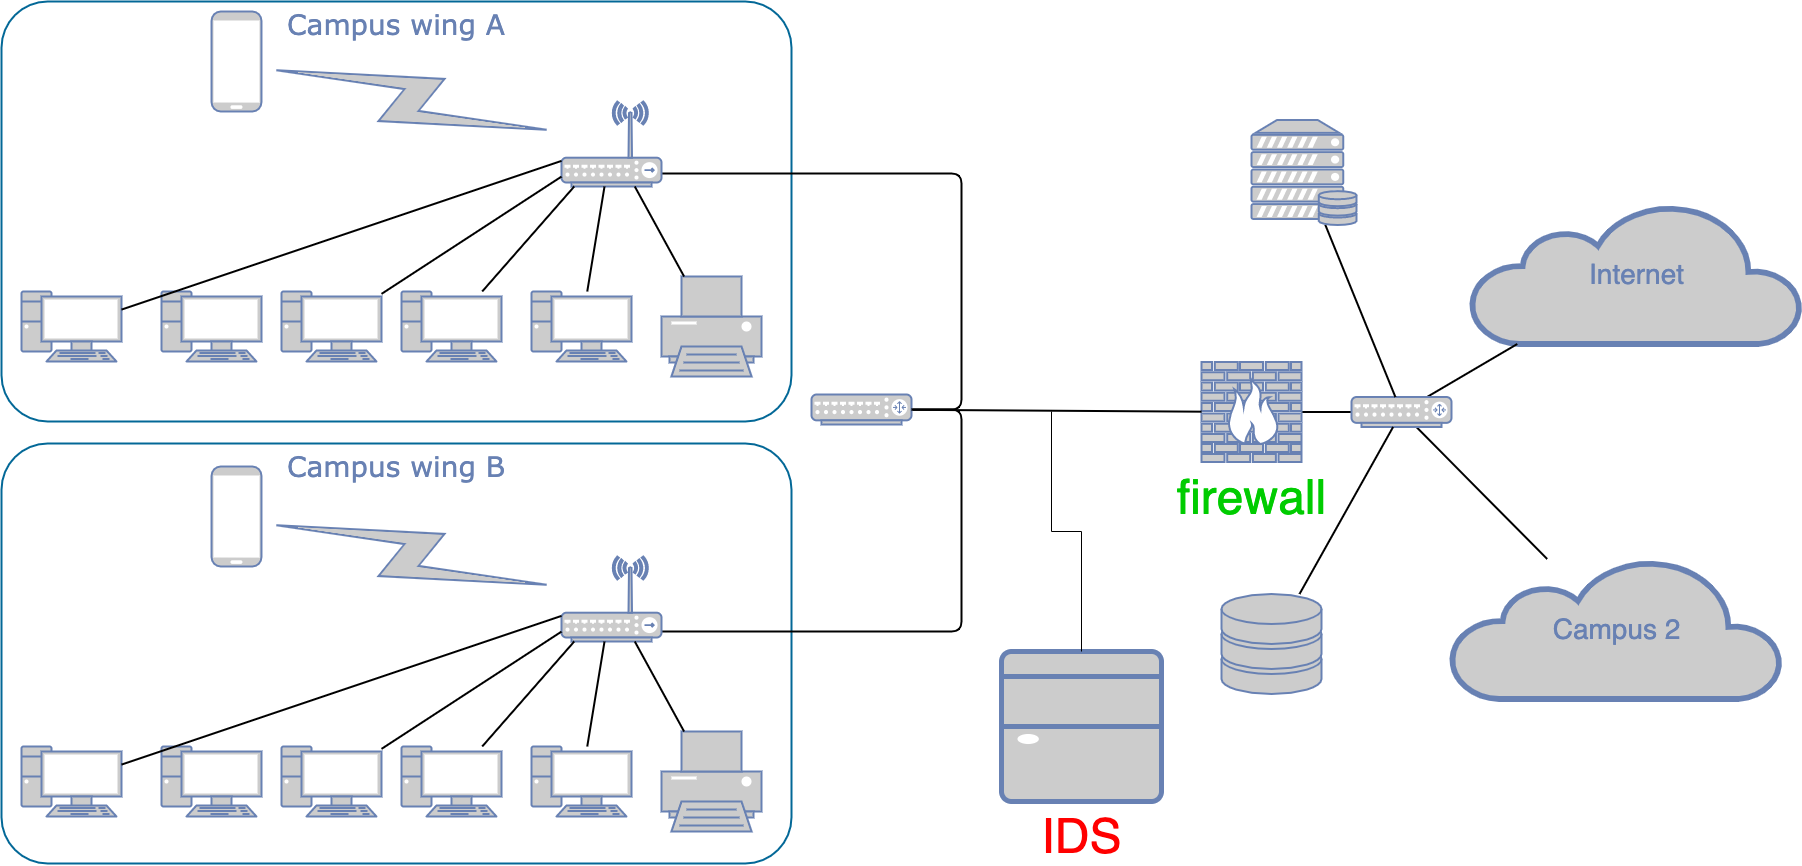 Campus wing A
Internet
firewall
Campus wing B
Campus 2
IDS